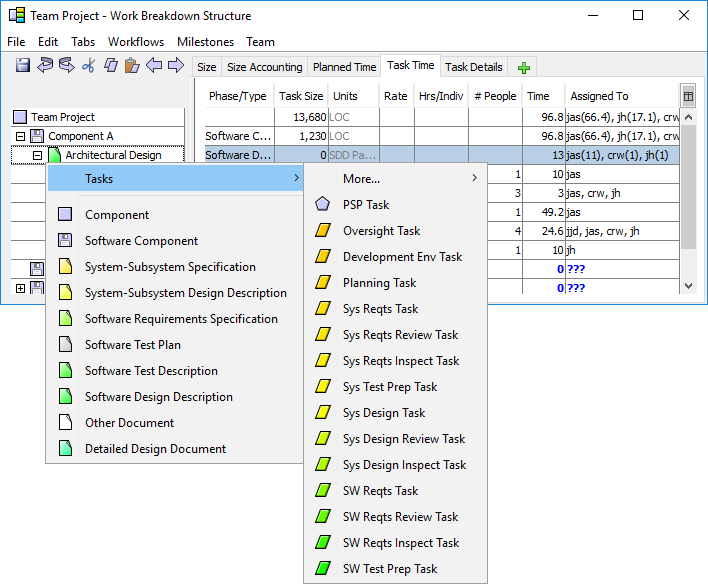 Team Project - Work Breakdown Structure
File Edit Tabs Workflows Milestones Team
Size Size Accounting Planned Time Task Time Task Details
Phase/Type Task Size Units Rate Hrs/Indiv # People Time Assigned To
Team Project 13,680 LOC 96.8 jas(66.4), jh(17.1), crw
Component A Software C... 1,230 LOC 96.8 jas(66.4), jh(17.1), crw
Architectural Design Software D... 0 SDD Pa... 13 jas(11), crw(1), jh(1)
1 10 jas
3 3 jas, crw, jh
1 49.2 jas
4 24.6 jjd, jas, crw, jh
1 10 jh
0 ???
0 ???
Tasks
Component
Software Component
System-Subsystem Specification
System-Subsystem Design Description
Software Requirements Specification
Software Test Plan
Software Test Description
Software Design Description
Other Document
Detailed Design Document
More...
PSP Task
Oversight Task
Development Env Task
Planning Task
Sys Reqts Task
Sys Reqts Review Task
Sys Reqts Inspect Task
Sys Test Prep Task
Sys Design Task
Sys Design Review Task
Sys Design Inspect Task
SW Reqts Task
SW Reqts Review Task
SW Reqts Inspect Task
SW Test Prep Task